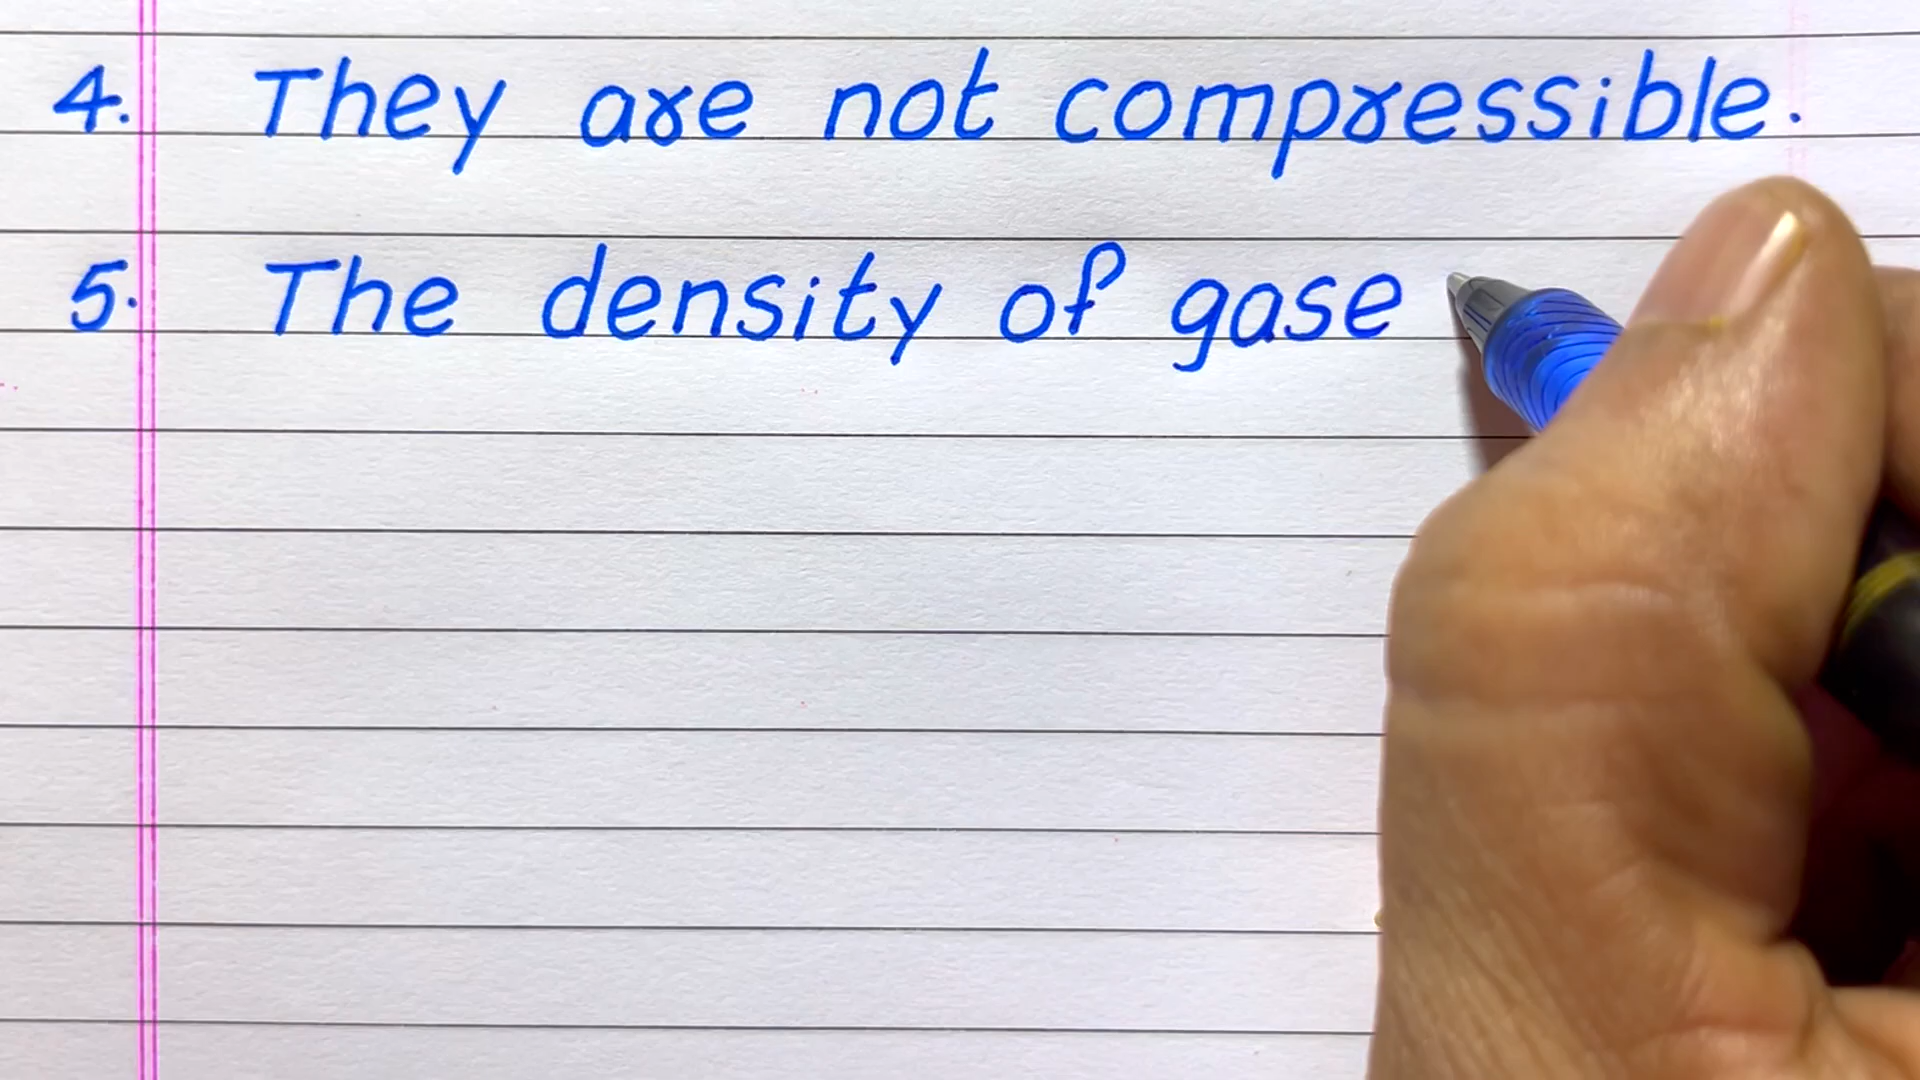 4. They are not compressible.
5. The density of gase